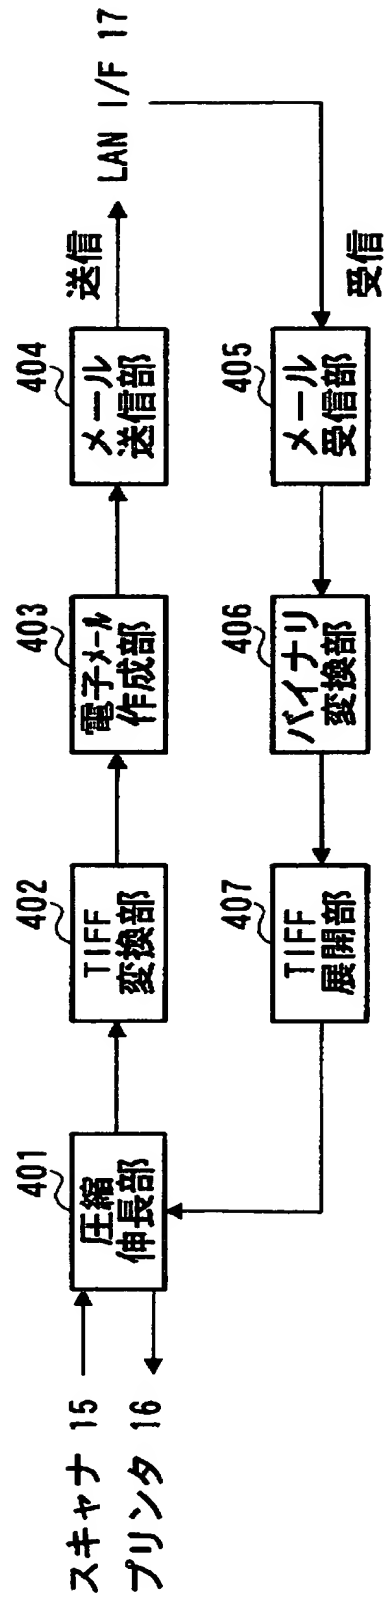 スキャナ 15
プリンタ 16
401
圧縮
伸長部
402
TIFF
変換部
403
電子メール
作成部
404
メール
送信部
送信
LAN I/F 17
受信
405
メール
受信部
406
バイナリ
変換部
407
TIFF
展開部